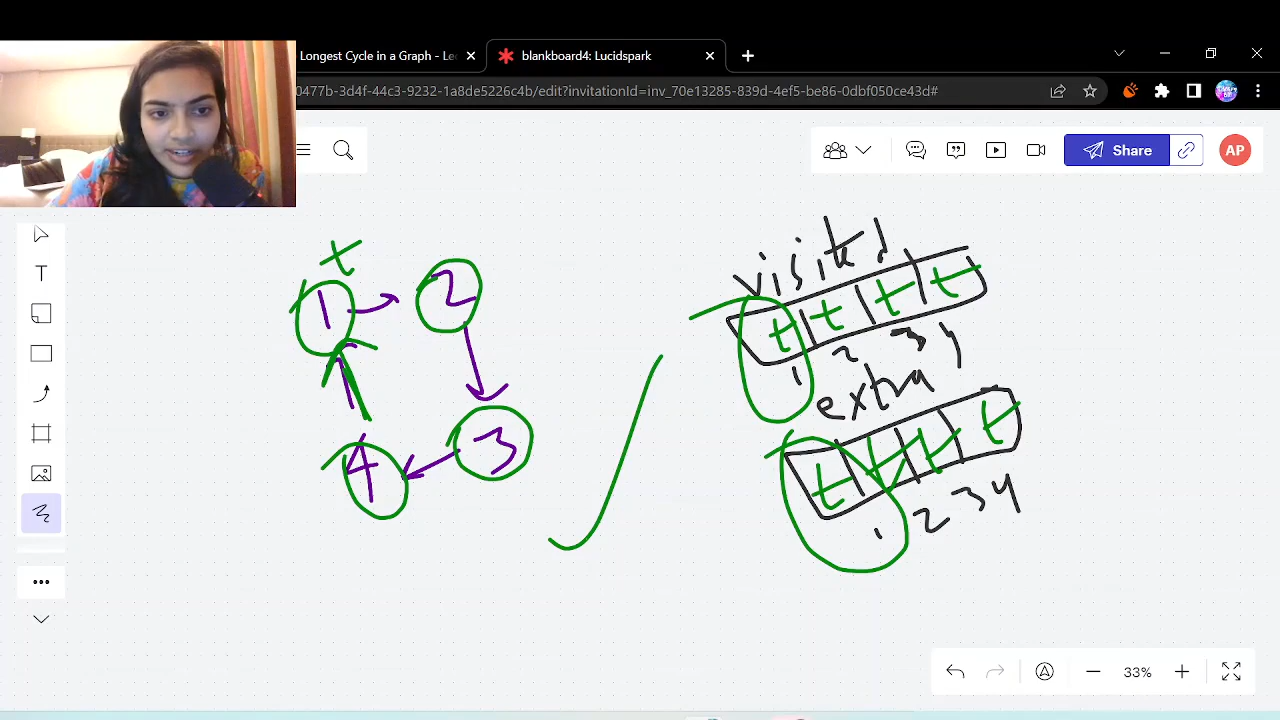 Longest Cycle in a Graph - Le
blankboard4: Lucidspark
0477b-3d4f-44c3-9232-1a8de5226c4b/edit?invitationId=inv_70e13285-839d-4ef5-be86-0dbf050ce43d#
Share
AP
T
t
1 2
4 3
visited
t t t t
1 2 3 4
extra
t t t t
1 2 3 4
33%